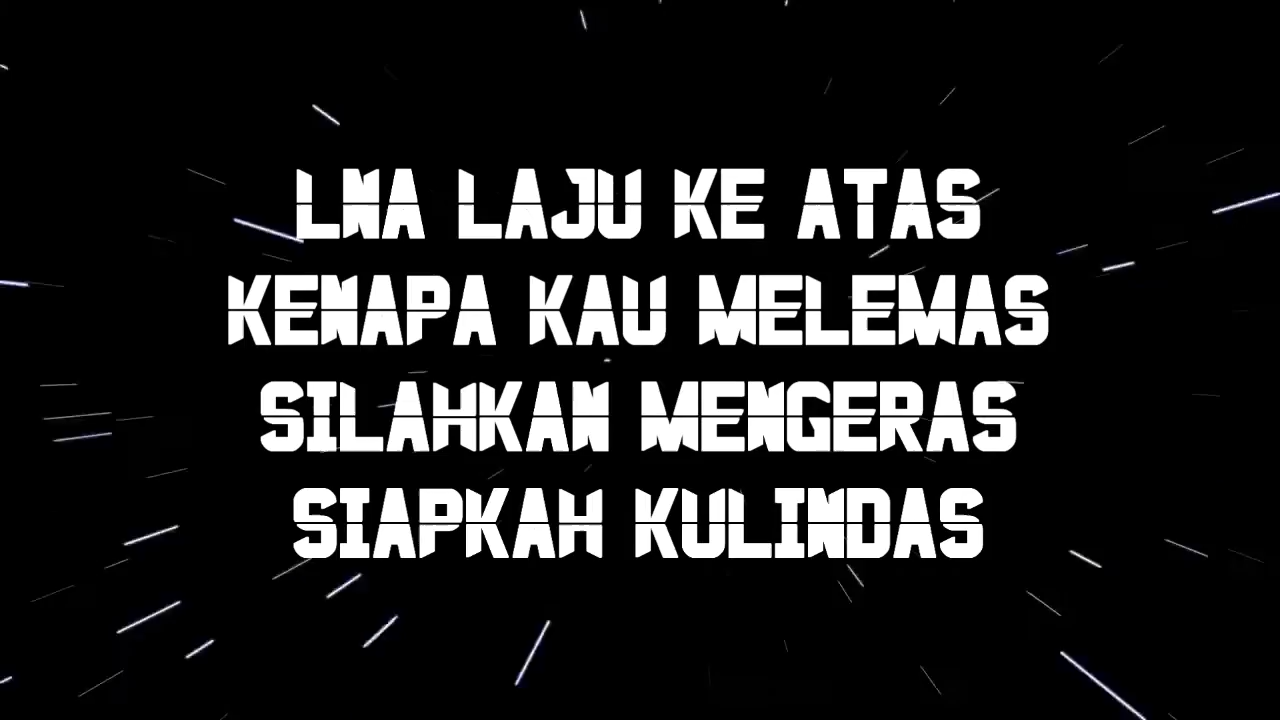 LNA LAJU KE ATAS
KENAPA KAU MELEMAS
SILAHKAN MENGERAS
SIAPKAH KULINDAS